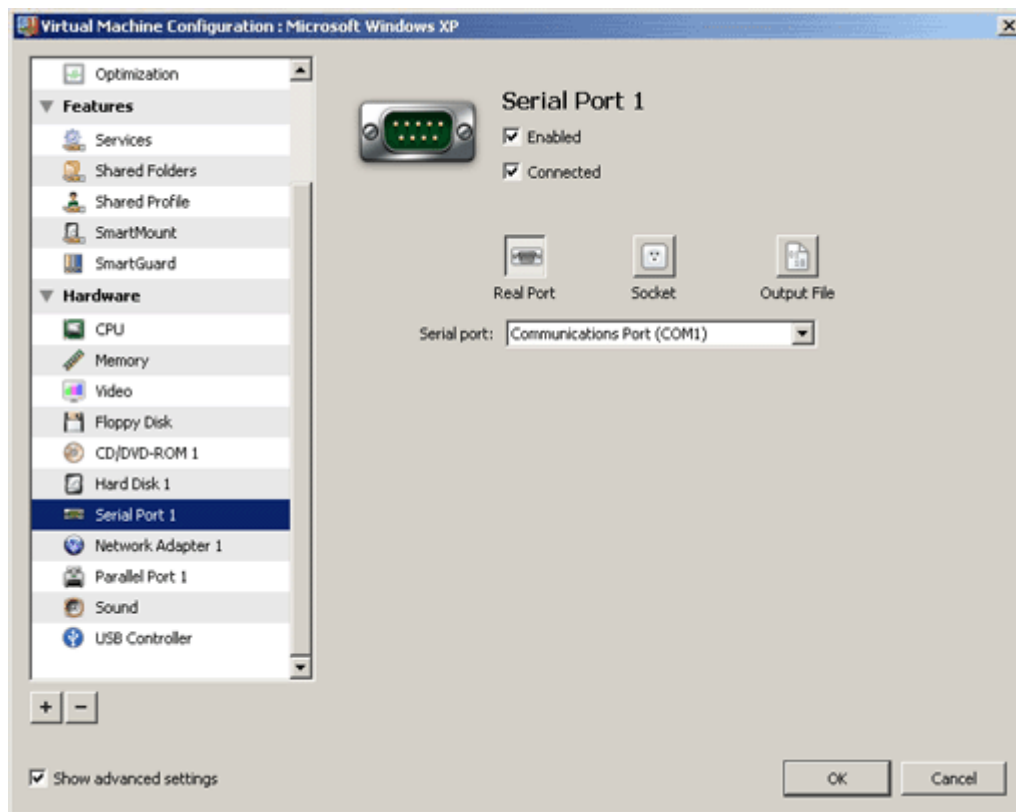 Virtual Machine Configuration : Microsoft Windows XP
Optimization
Features
Services
Shared Folders
Shared Profile
SmartMount
SmartGuard
Hardware
CPU
Memory
Video
Floppy Disk
CD/DVD-ROM 1
Hard Disk 1
Serial Port 1
Network Adapter 1
Parallel Port 1
Sound
USB Controller
Serial Port 1
Enabled
Connected
Real Port Socket Output File
Serial port: Communications Port (COM1)
Show advanced settings
OK Cancel